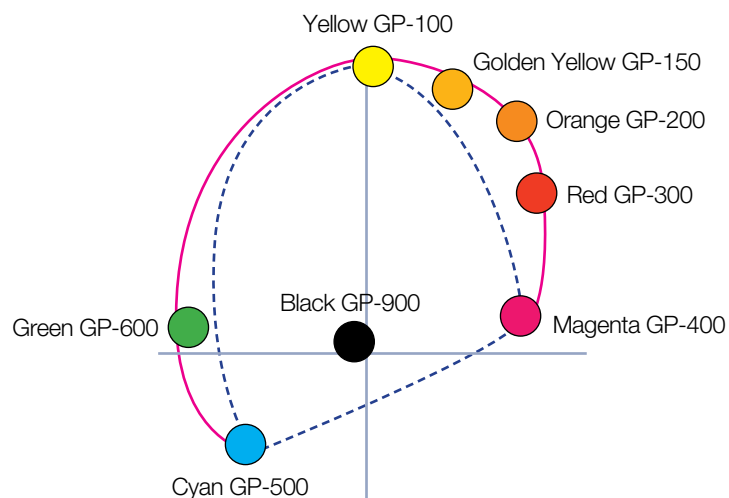 Yellow GP-100
Golden Yellow GP-150
Orange GP-200
Red GP-300
Black GP-900
Green GP-600
Magenta GP-400
Cyan GP-500